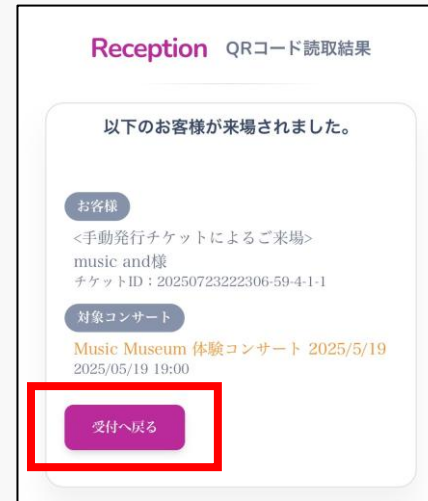 Reception QRコード読取結果
以下のお客様が来場されました。
お客様
<手動発行チケットによるご来場>
music and様
チケットID：20250723222306-59-4-1-1
対象コンサート
Music Museum 体験コンサート 2025/5/19
2025/05/19 19:00
受付へ戻る